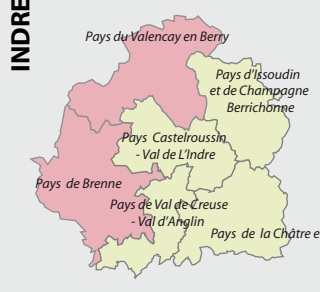 INDRE
Pays du Valencay en Berry
Pays d'Issoudin
et de Champagne
Berrichonne
Pays Castelroussin
- Val de L'Indre
Pays de Brenne
Pays de Val de Creuse
- Val d'Anglin
Pays de la Châtre e